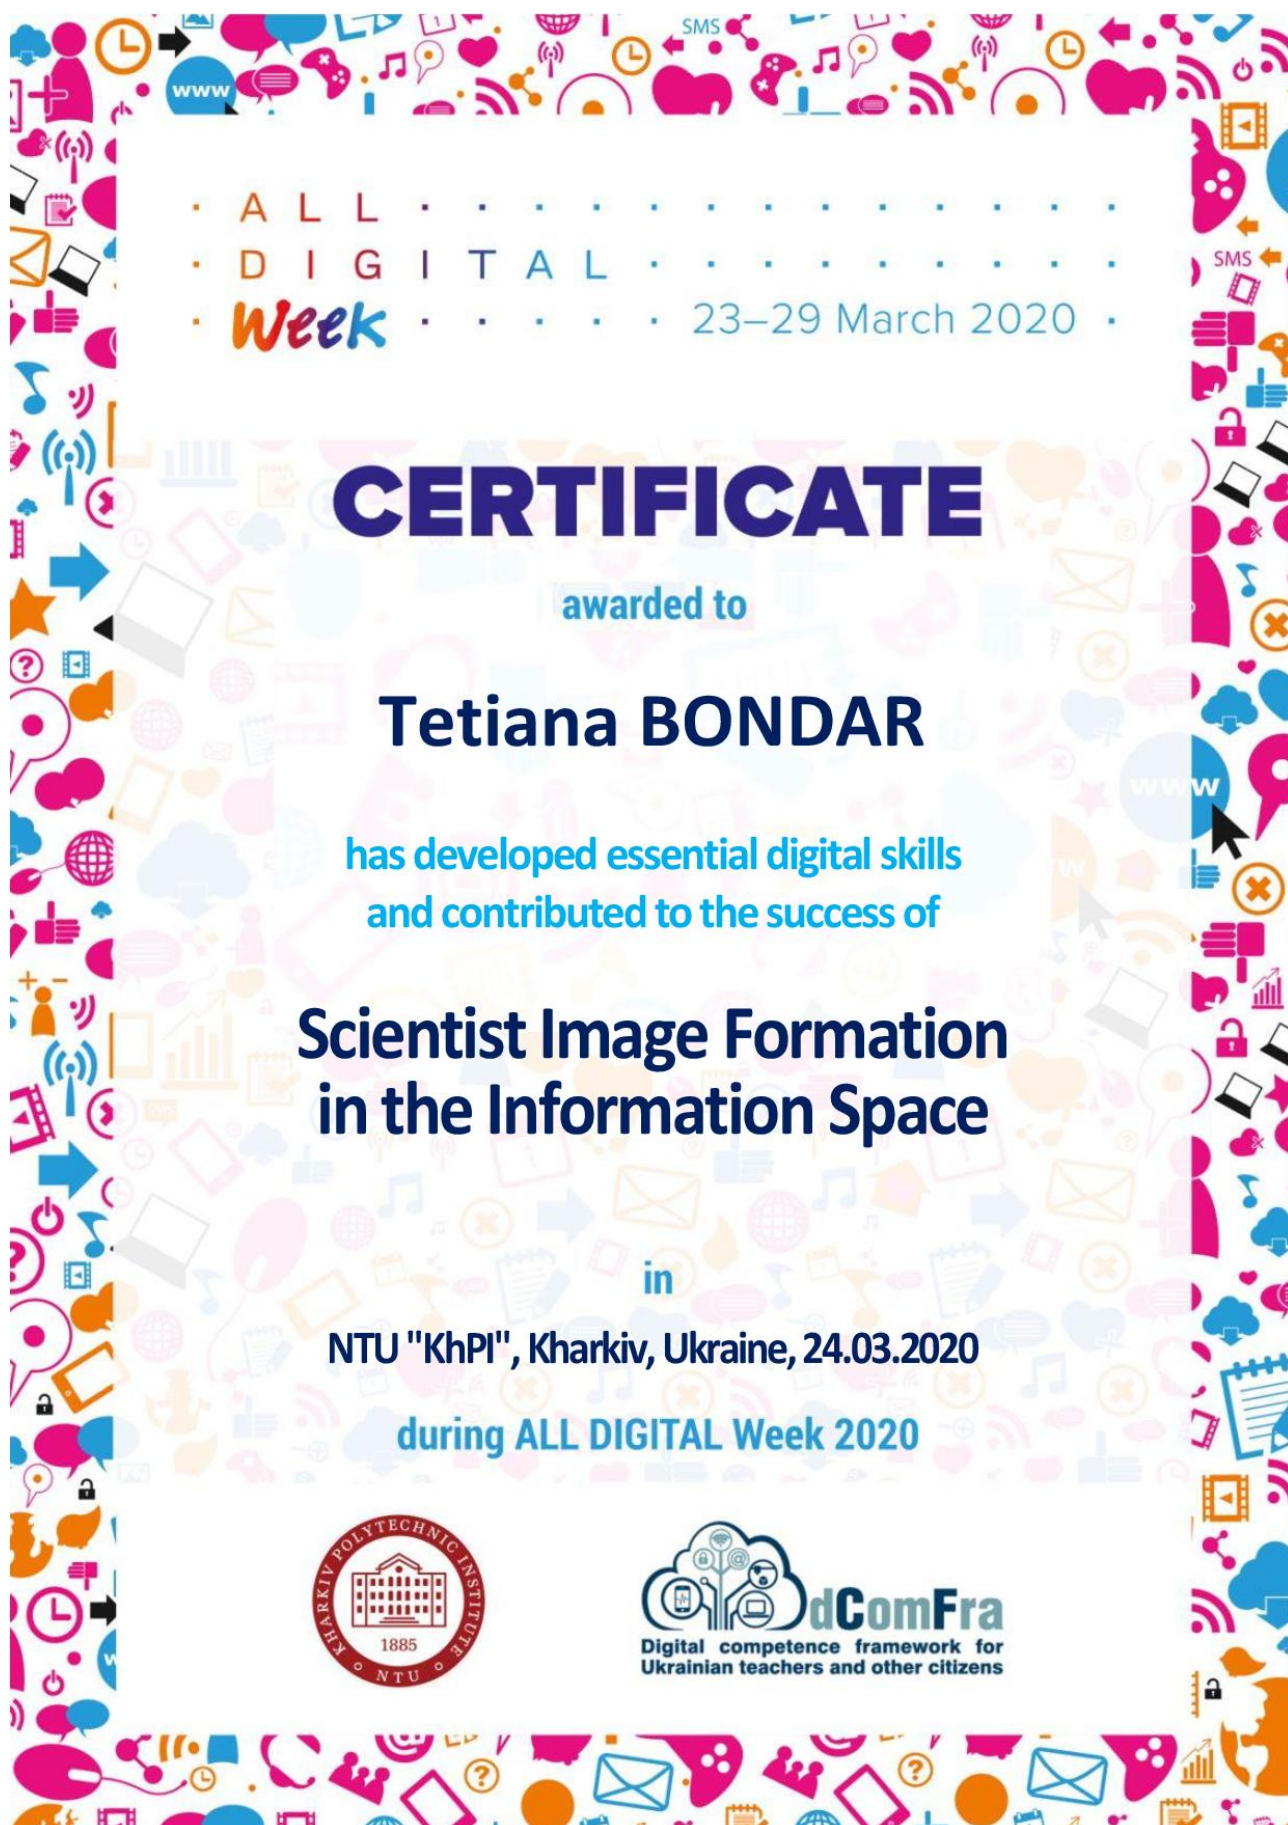 SMS
www
ALL
DIGITAL
Week 23–29 March 2020
SMS
CERTIFICATE
awarded to
Tetiana BONDAR
www
has developed essential digital skills
and contributed to the success of
Scientist Image Formation
in the Information Space
in
NTU "KhPI", Kharkiv, Ukraine, 24.03.2020
during ALL DIGITAL Week 2020
KHARKIV POLYTECHNIC INSTITUTE
1885
NTU
dComFra
Digital competence framework for
Ukrainian teachers and other citizens